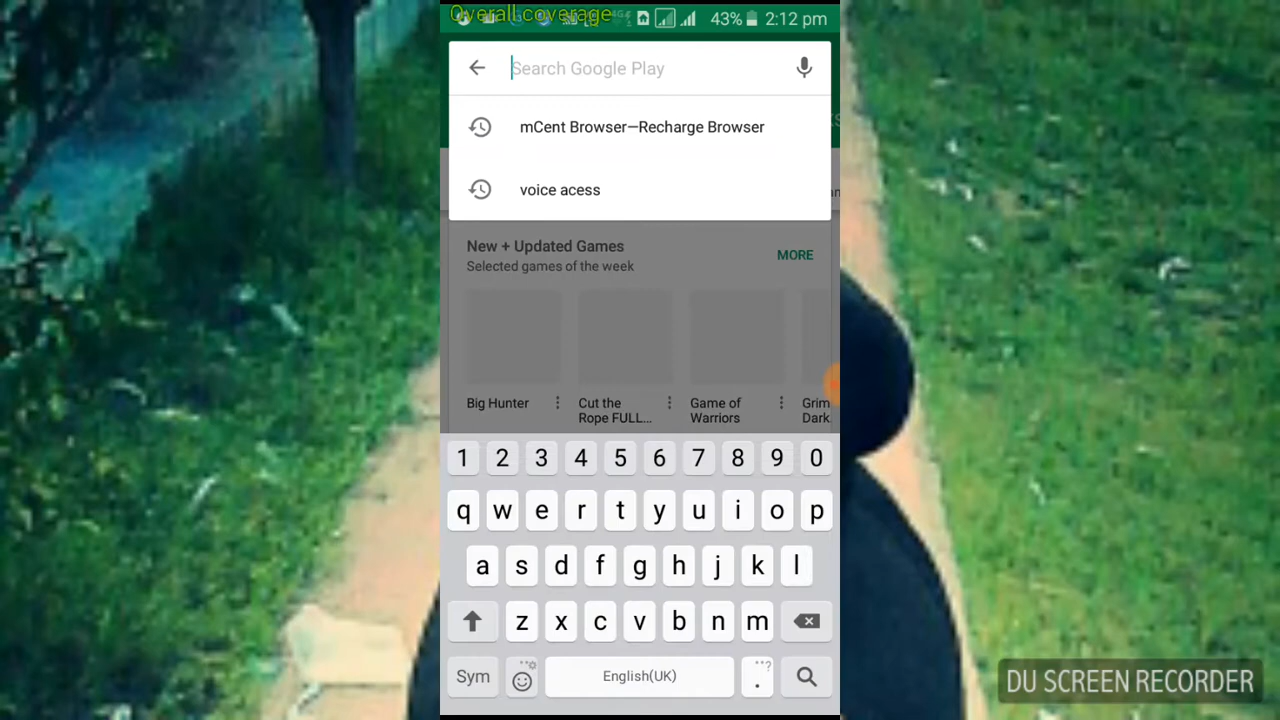 Overall coverage
43% 2:12 pm
Search Google Play
mCent Browser—Recharge Browser
voice acess
New + Updated Games
MORE
Selected games of the week
Big Hunter
Cut the
Rope FULL...
Game of
Warriors
Grim
Dark
1 2 3 4 5 6 7 8 9 0
q w e r t y u i o p
a s d f g h j k l
z x c v b n m
Sym
English(UK)
.
DU SCREEN RECORDER